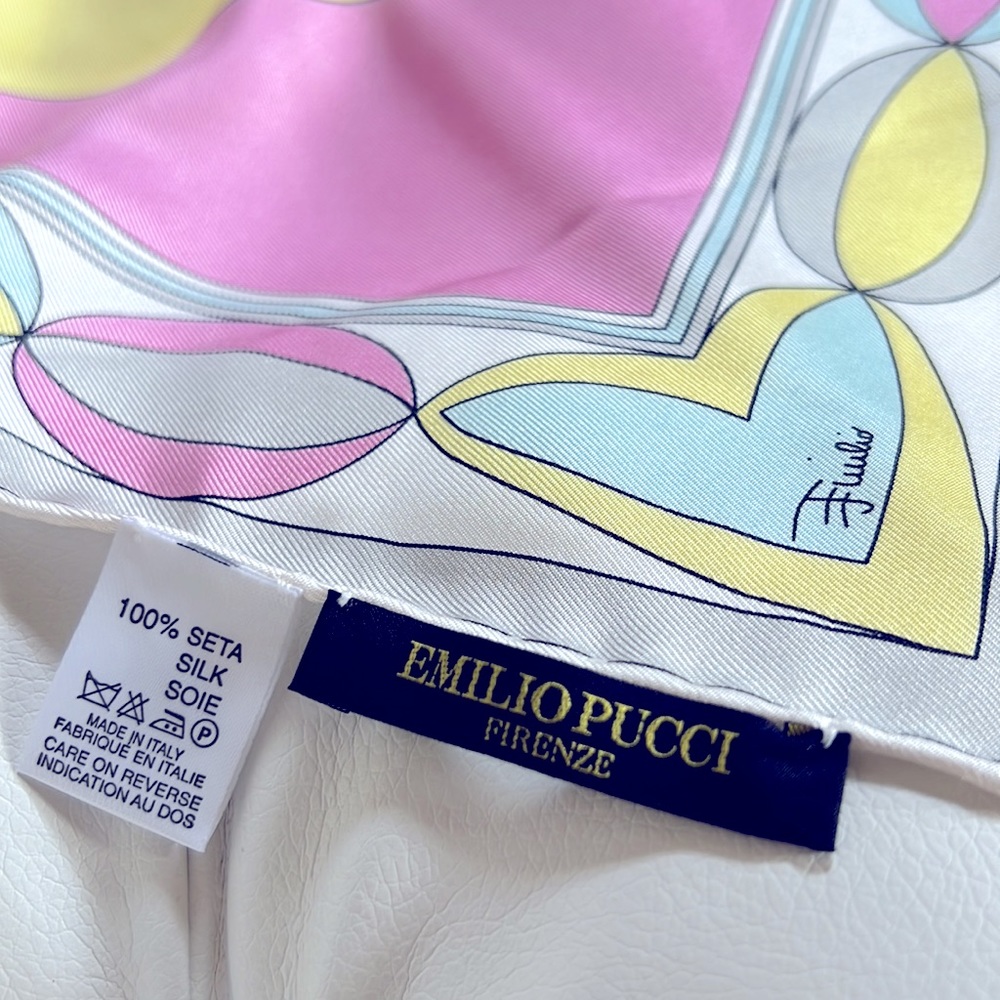 Emilio
100% SETA
SILK
SOIE
P
MADE IN ITALY
FABRIQUÉ EN ITALIE
CARE ON REVERSE
INDICATION AU DOS
EMILIO PUCCI
FIRENZE